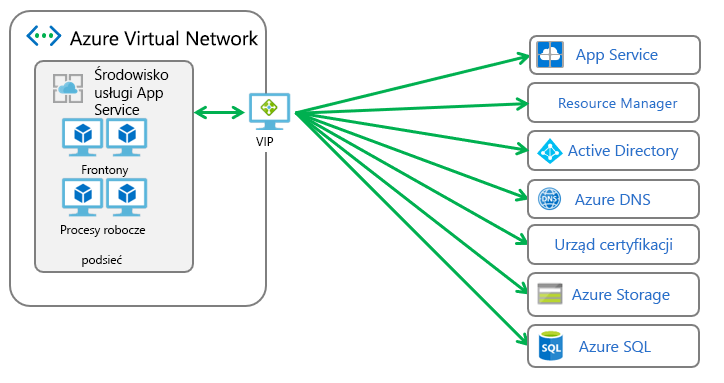 Azure Virtual Network
Środowisko
usługi App
Service
Frontony
Procesy robocze
podsieć
VIP
App Service
Resource Manager
Active Directory
DNS
Azure DNS
Urząd certyfikacji
Azure Storage
SQL
Azure SQL